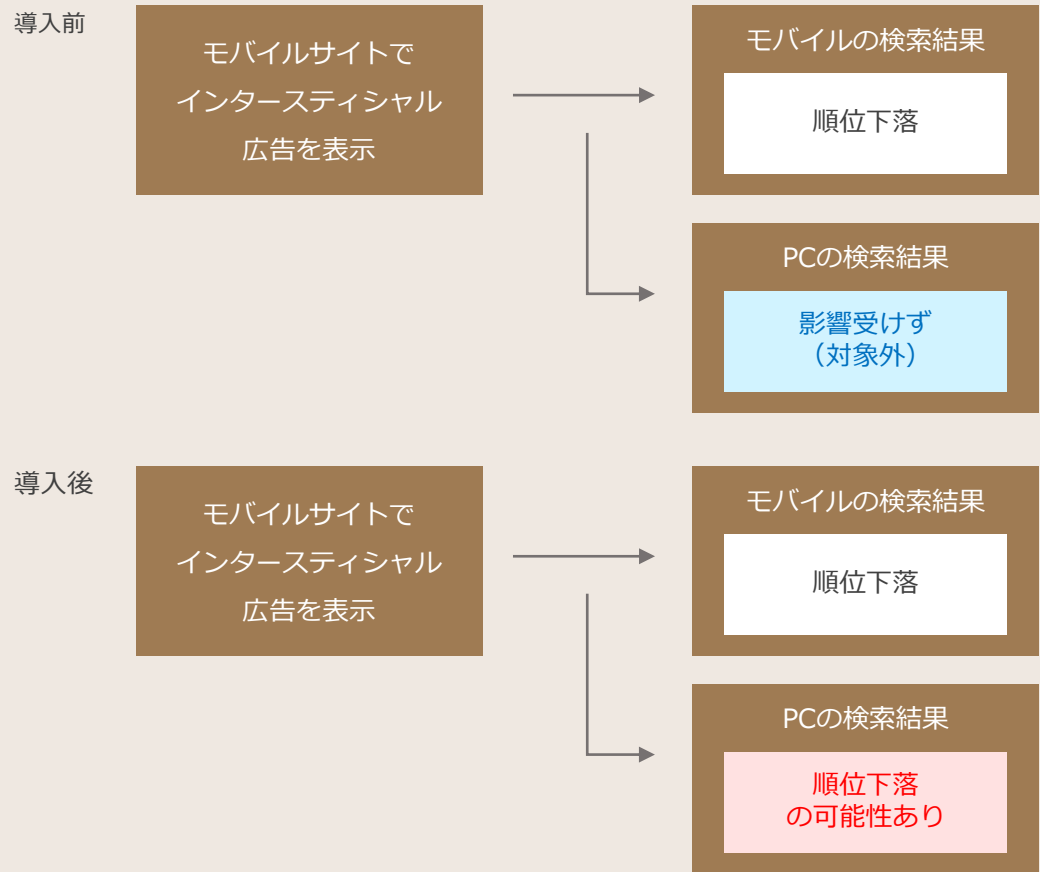 導入前
モバイルサイトで
インタースティシャル
広告を表示
モバイルの検索結果
順位下落
PCの検索結果
影響受けず
（対象外）
導入後
モバイルサイトで
インタースティシャル
広告を表示
モバイルの検索結果
順位下落
PCの検索結果
順位下落
の可能性あり